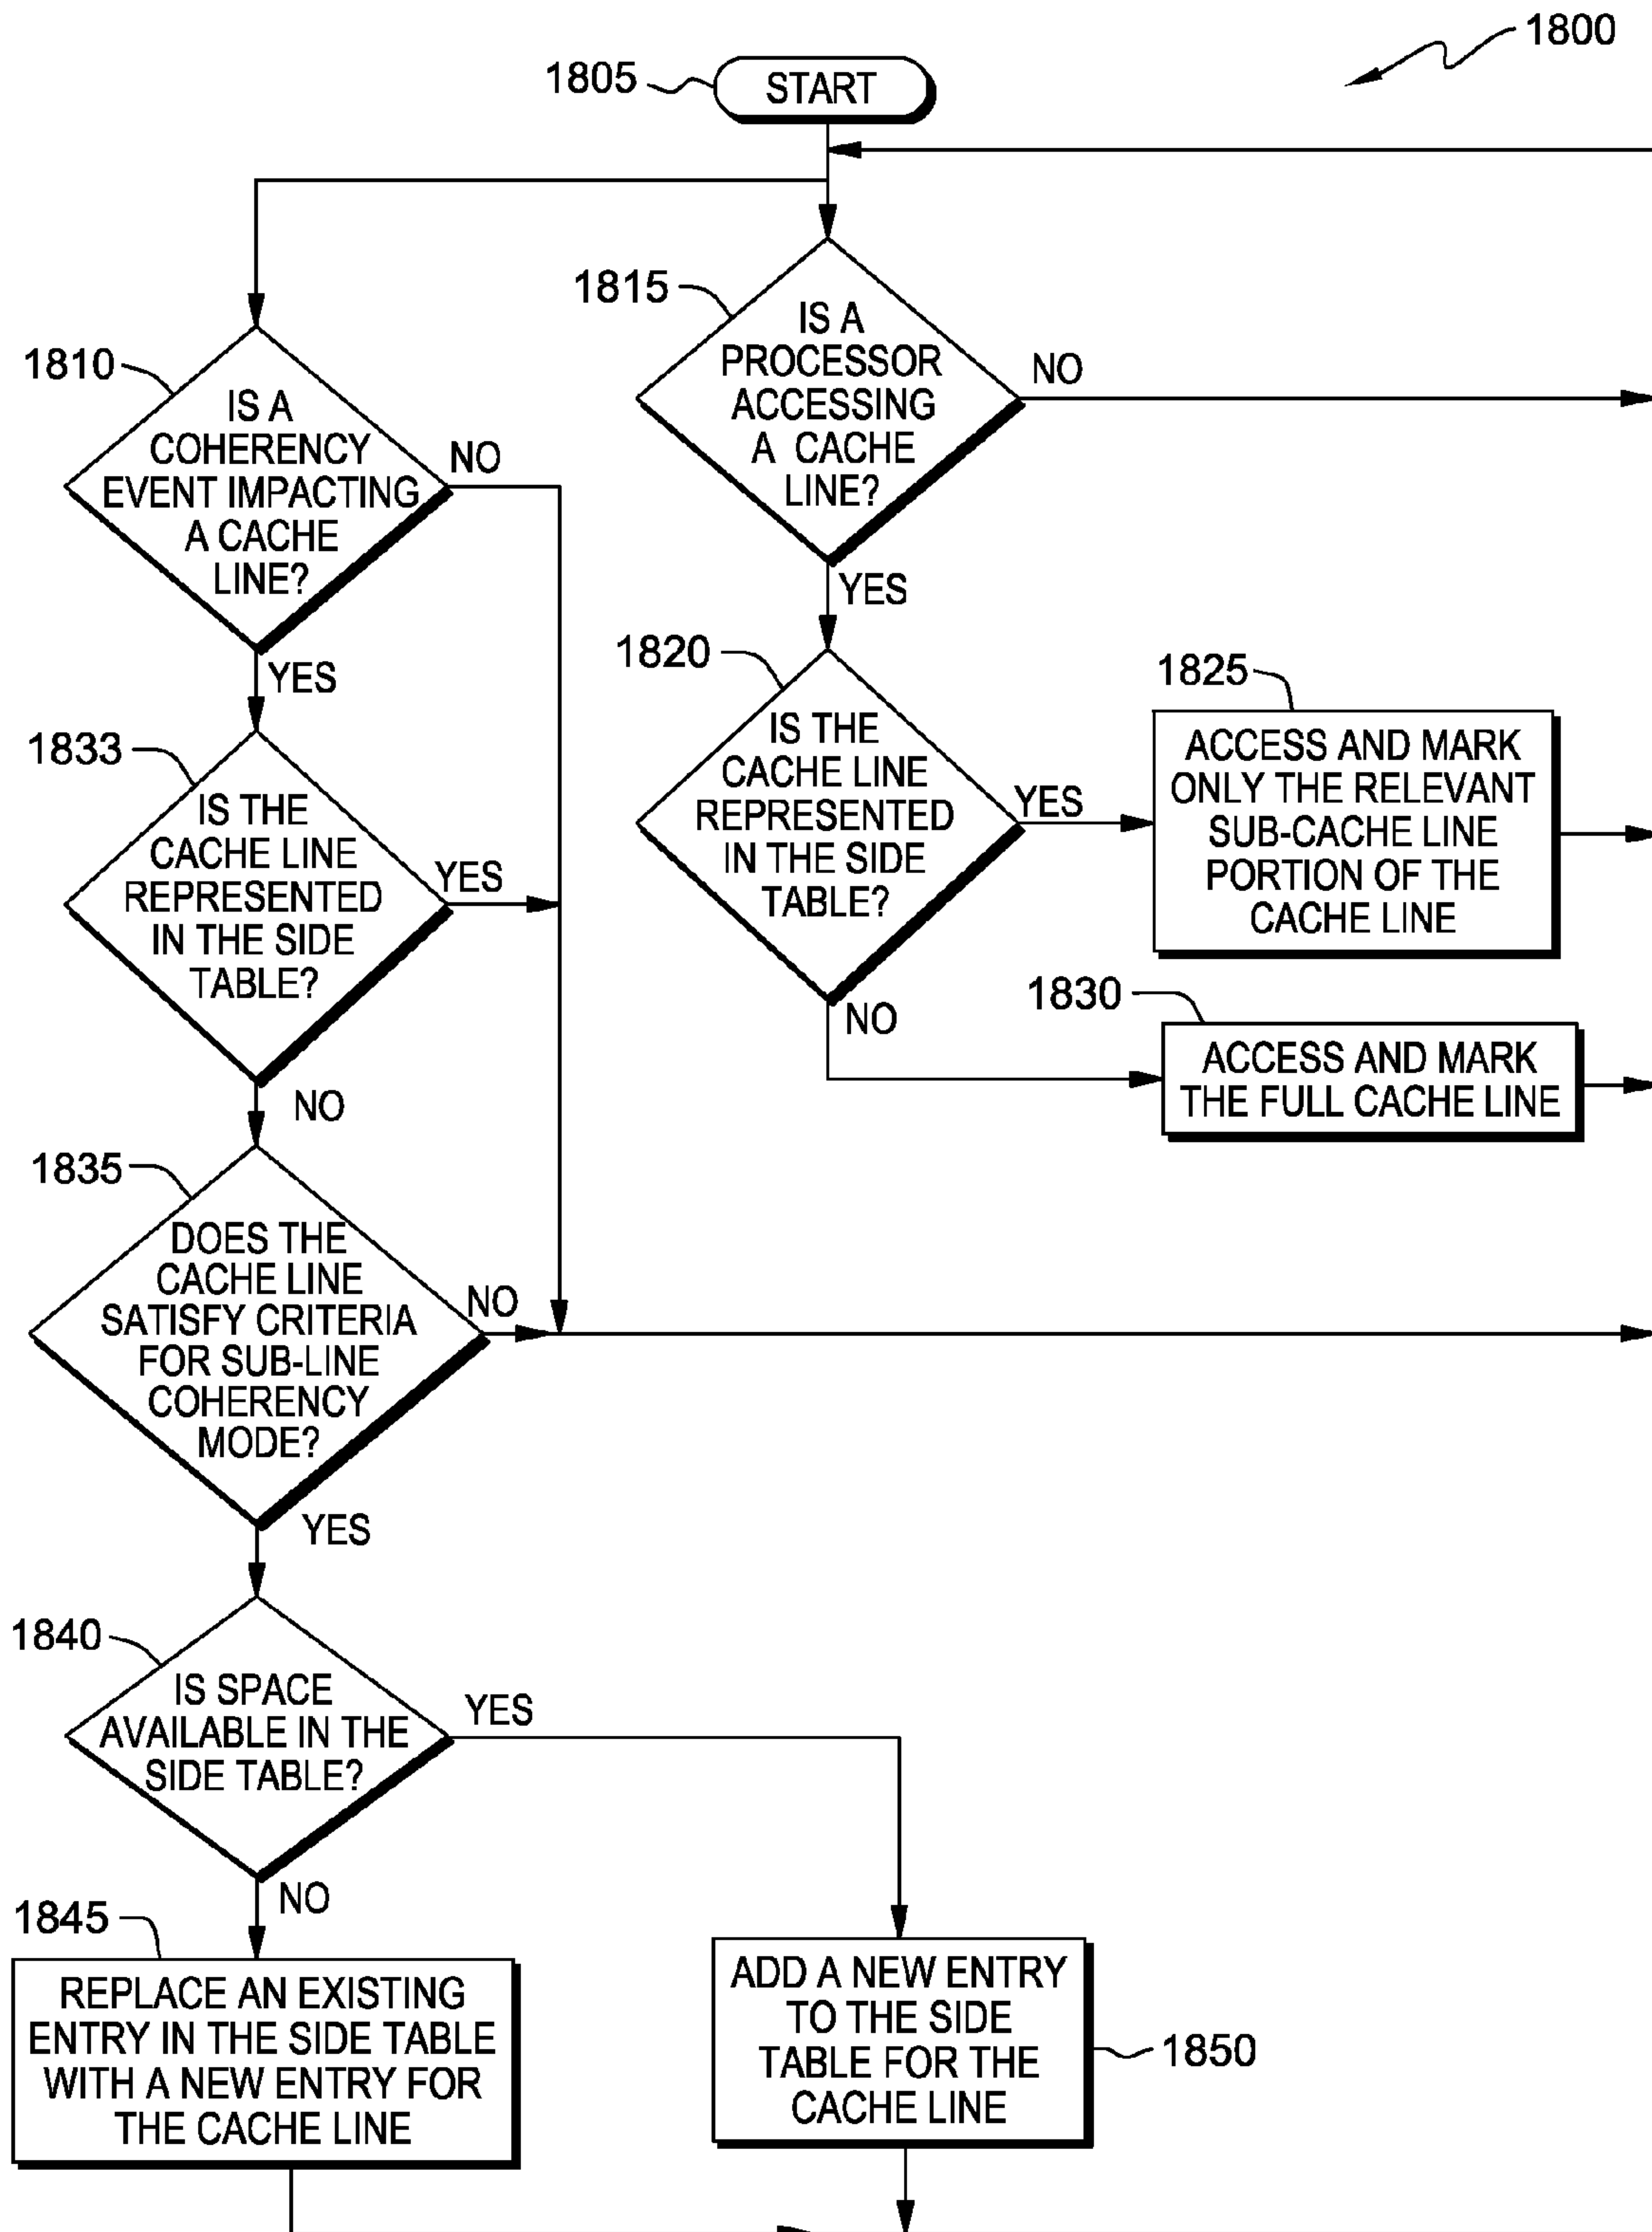 1800
1805
START
1810
IS A
COHERENCY
EVENT IMPACTING
A CACHE
LINE?
NO
YES
1815
IS A
PROCESSOR
ACCESSING
A CACHE
LINE?
NO
YES
1820
IS THE
CACHE LINE
REPRESENTED
IN THE SIDE
TABLE?
YES
NO
1825
ACCESS AND MARK
ONLY THE RELEVANT
SUB-CACHE LINE
PORTION OF THE
CACHE LINE
1830
ACCESS AND MARK
THE FULL CACHE LINE
1833
IS THE
CACHE LINE
REPRESENTED
IN THE SIDE
TABLE?
YES
NO
1835
DOES THE
CACHE LINE
SATISFY CRITERIA
FOR SUB-LINE
COHERENCY
MODE?
NO
YES
1840
IS SPACE
AVAILABLE IN THE
SIDE TABLE?
YES
NO
1845
REPLACE AN EXISTING
ENTRY IN THE SIDE TABLE
WITH A NEW ENTRY FOR
THE CACHE LINE
ADD A NEW ENTRY
TO THE SIDE
TABLE FOR THE
CACHE LINE
1850